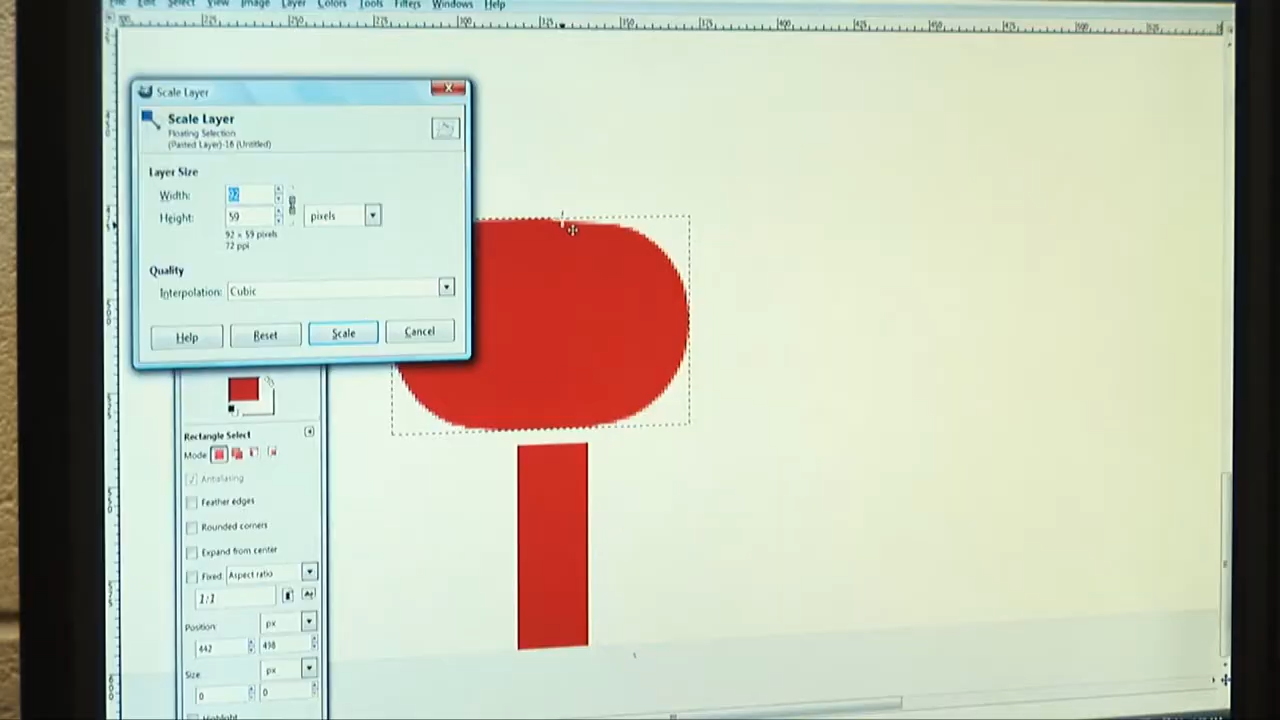 File Edit Select View Image Layer Colors Tools Filters Windows Help
Scale Layer
Scale Layer
Floating Selection
(Pasted Layer)-16 (Untitled)
Layer Size
Width: 92
Height: 59 pixels
92 × 59 pixels
72 ppi
Quality
Interpolation: Cubic
Help Reset Scale Cancel
Rectangle Select
Mode:
Antialiasing
Feather edges
Rounded corners
Expand from center
Fixed: Aspect ratio
1:1
Position: px
442 498
Size: px
0 0
Highlight